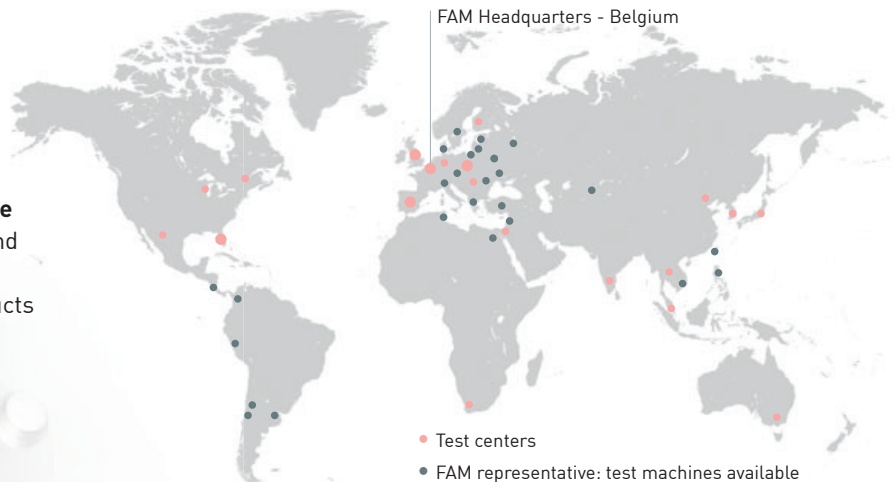 FAM Headquarters - Belgium
Test centers
FAM representative: test machines available